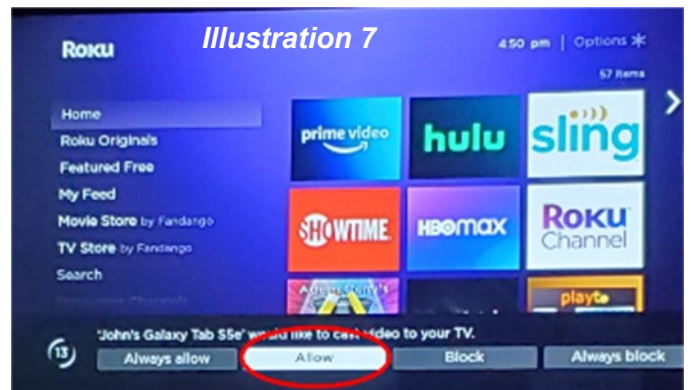 Illustration 7
Roku
4:50 pm | Options
57 items
Home
Roku Originals
Featured Free
My Feed
Movie Store by Fandango
TV Store by Fandango
Search
prime video
hulu
sling
SHOWTIME
HBOMAX
Roku
Channel
playto
'John's Galaxy Tab S5e' would like to cast video to your TV.
13
Always allow
Allow
Block
Always block